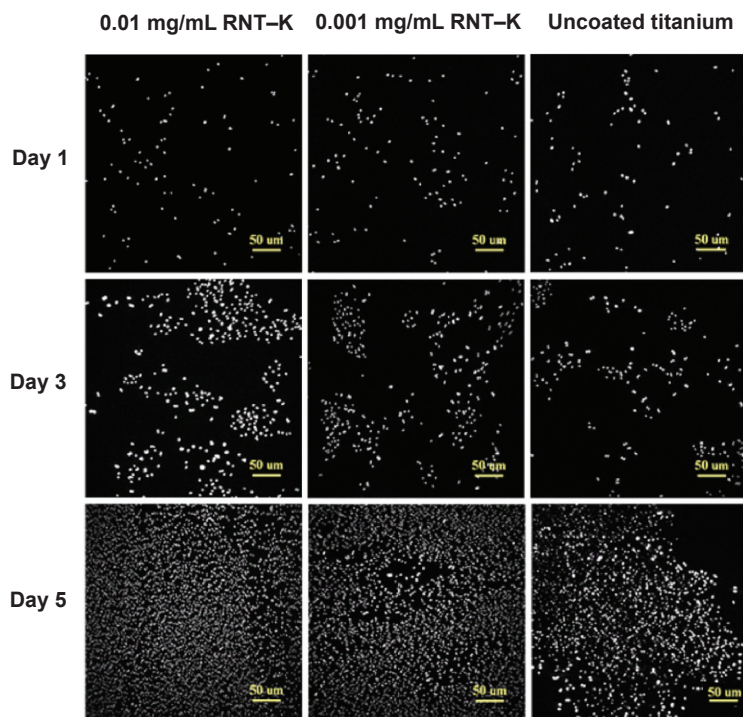 0.01 mg/mL RNT–K 0.001 mg/mL RNT–K Uncoated titanium
Day 1
50 um 50 um 50 um
Day 3
50 um 50 um 50 um
Day 5
50 um 50 um 50 um